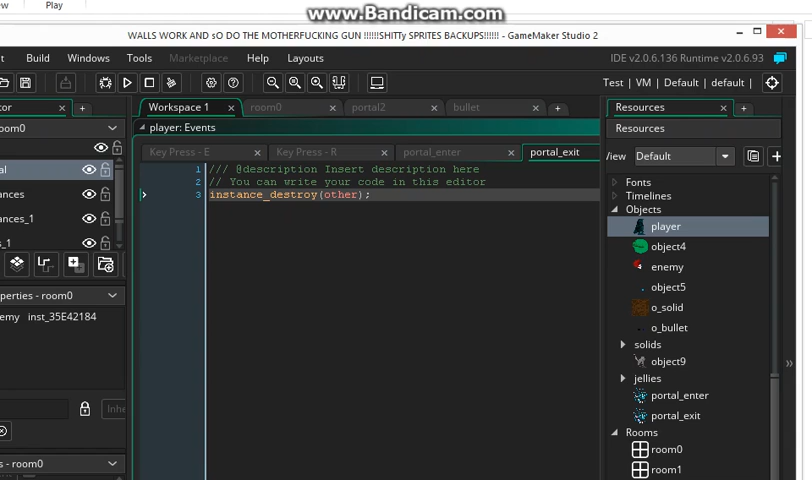 www.Bandicam.com
Play
WALLS WORK AND sO DO THE MOTHERFUCKING GUN !!!!!!SHITTy SPRITES BACKUPS!!!!!! - GameMaker Studio 2
t Build Windows Tools Marketplace Help Layouts
IDE v2.0.6.136 Runtime v2.0.6.93
Test | VM | Default | default |
tor
Workspace 1 room0 portal2 bullet
Resources
oom0
player: Events
Resources
Key Press - E Key Press - R portal_enter portal_exit
View Default
al
1 /// @description Insert description here
2 // You can write your code in this editor
3 instance_destroy(other);
ances
ances_1
s_1
Fonts
Timelines
Objects
player
object4
enemy
object5
o_solid
o_bullet
solids
object9
jellies
portal_enter
portal_exit
Rooms
room0
room1
perties - room0
emy inst_35E42184
Inhe
s - room0